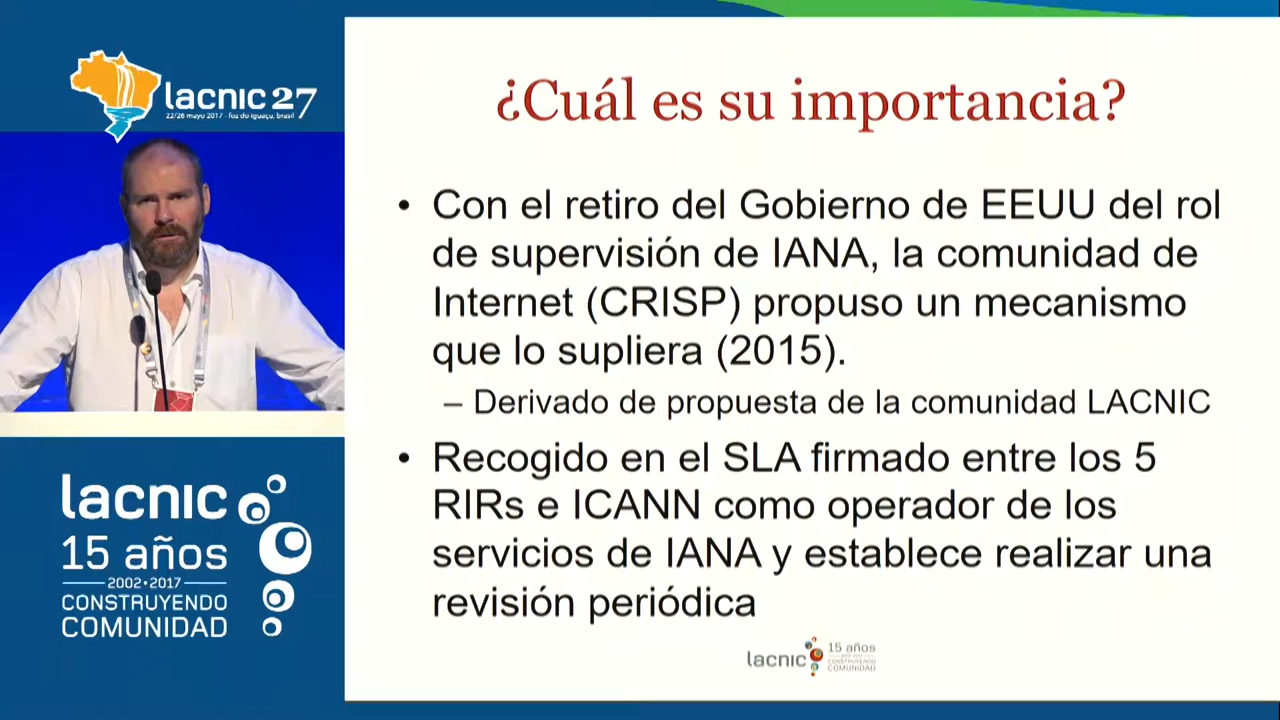 lacnic 27
22/26 mayo 2017 - foz do iguaçu, brasil
lacnic
15 años
2002•2017
CONSTRUYENDO
COMUNIDAD
¿Cuál es su importancia?
• Con el retiro del Gobierno de EEUU del rol
de supervisión de IANA, la comunidad de
Internet (CRISP) propuso un mecanismo
que lo supliera (2015).
– Derivado de propuesta de la comunidad LACNIC
• Recogido en el SLA firmado entre los 5
RIRs e ICANN como operador de los
servicios de IANA y establece realizar una
revisión periódica
lacnic
15 años
CONSTRUYENDO
COMUNIDAD